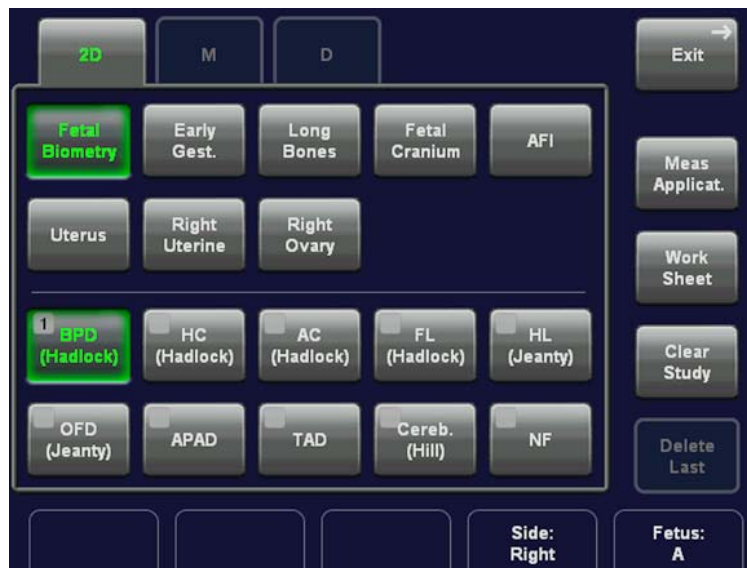 2D
M
D
Exit
Fetal
Biometry
Early
Gest.
Long
Bones
Fetal
Cranium
AFI
Meas
Applicat.
Uterus
Right
Uterine
Right
Ovary
Work
Sheet
1
BPD
(Hadlock)
HC
(Hadlock)
AC
(Hadlock)
FL
(Hadlock)
HL
(Jeanty)
Clear
Study
OFD
(Jeanty)
APAD
TAD
Cereb.
(Hill)
NF
Delete
Last
Side:
Right
Fetus:
A